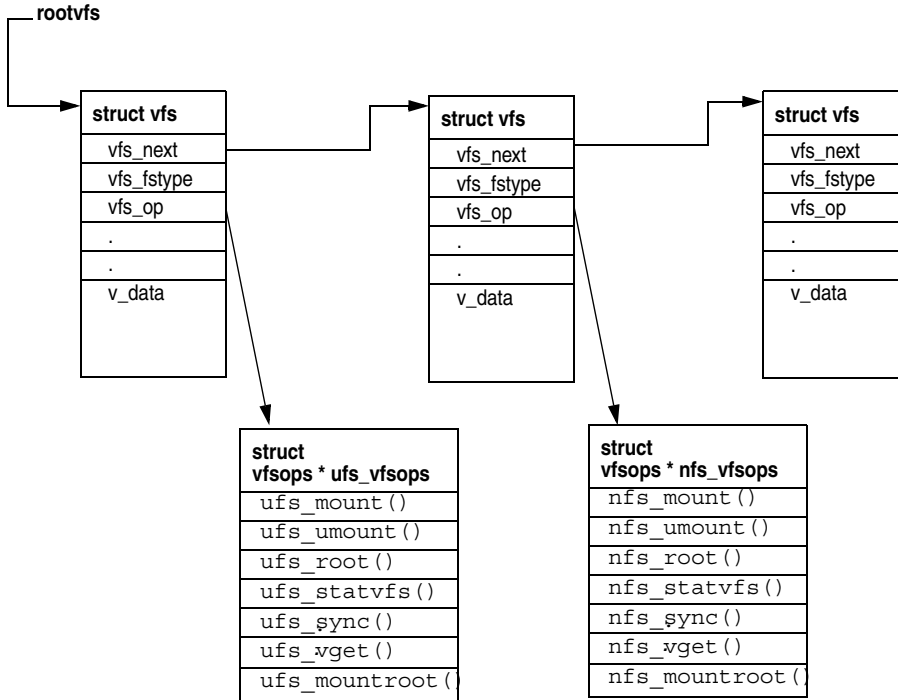 rootvfs
struct vfs
vfs_next
vfs_fstype
vfs_op
.
.
v_data
struct vfs
vfs_next
vfs_fstype
vfs_op
.
.
v_data
struct vfs
vfs_next
vfs_fstype
vfs_op
.
.
v_data
struct
vfsops * ufs_vfsops
ufs_mount()
ufs_umount()
ufs_root()
ufs_statvfs()
ufs_sync()
ufs_vget()
ufs_mountroot()
struct
vfsops * nfs_vfsops
nfs_mount()
nfs_umount()
nfs_root()
nfs_statvfs()
nfs_sync()
nfs_vget()
nfs_mountroot()